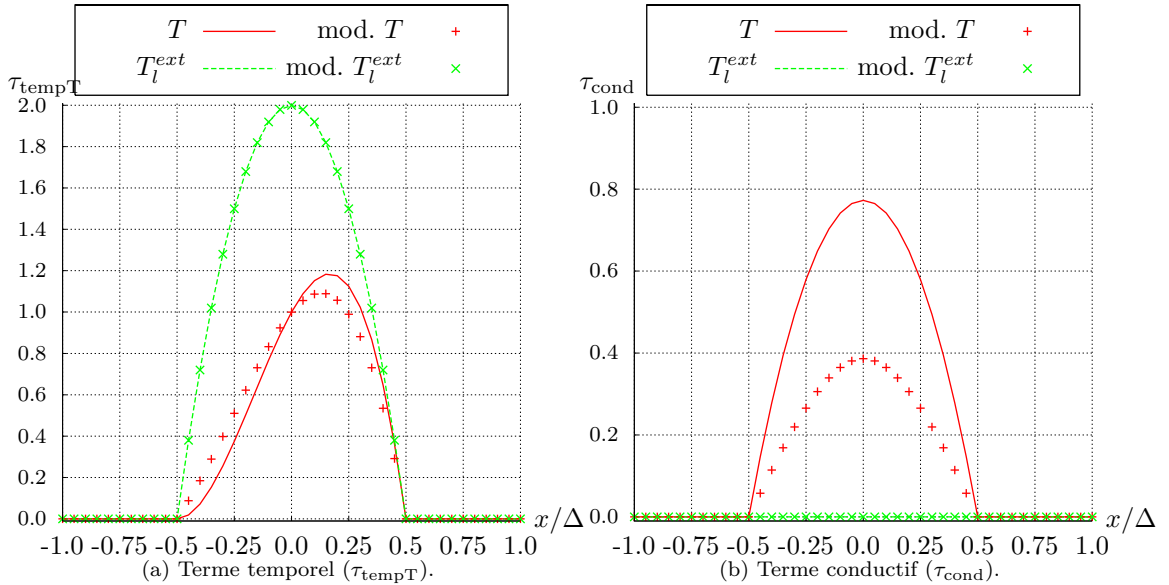 T mod. T
T_l^{ext} mod. T_l^{ext}
τ_tempT
2.0
1.8
1.6
1.4
1.2
1.0
0.8
0.6
0.4
0.2
0.0
-1.0 -0.75 -0.5 -0.25 0.0 0.25 0.5 0.75 1.0
x/Δ
(a) Terme temporel (τ_tempT).
T mod. T
T_l^{ext} mod. T_l^{ext}
τ_cond
1.0
0.8
0.6
0.4
0.2
0.0
-1.0 -0.75 -0.5 -0.25 0.0 0.25 0.5 0.75 1.0
x/Δ
(b) Terme conductif (τ_cond).